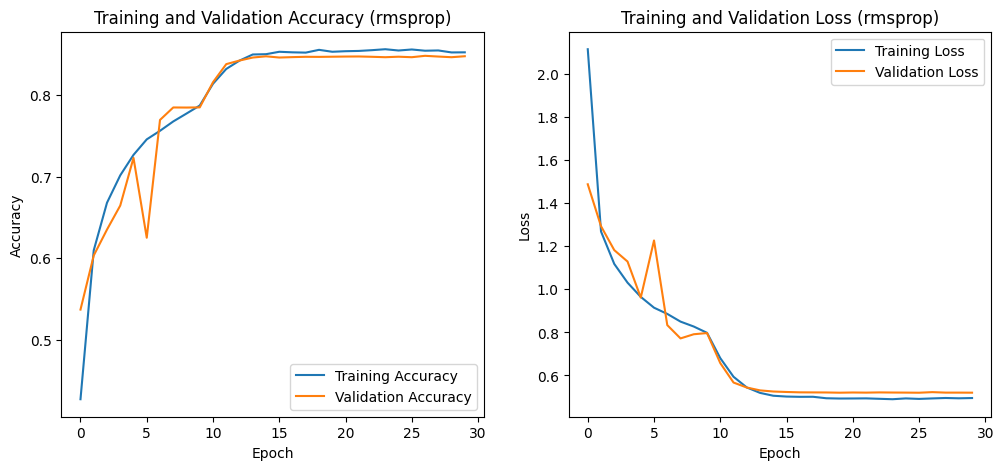 Training and Validation Accuracy (rmsprop)
Accuracy
0.8
0.7
0.6
0.5
0
5
10
15
20
25
30
Epoch
Training Accuracy
Validation Accuracy
Training and Validation Loss (rmsprop)
Loss
2.0
1.8
1.6
1.4
1.2
1.0
0.8
0.6
0
5
10
15
20
25
30
Epoch
Training Loss
Validation Loss